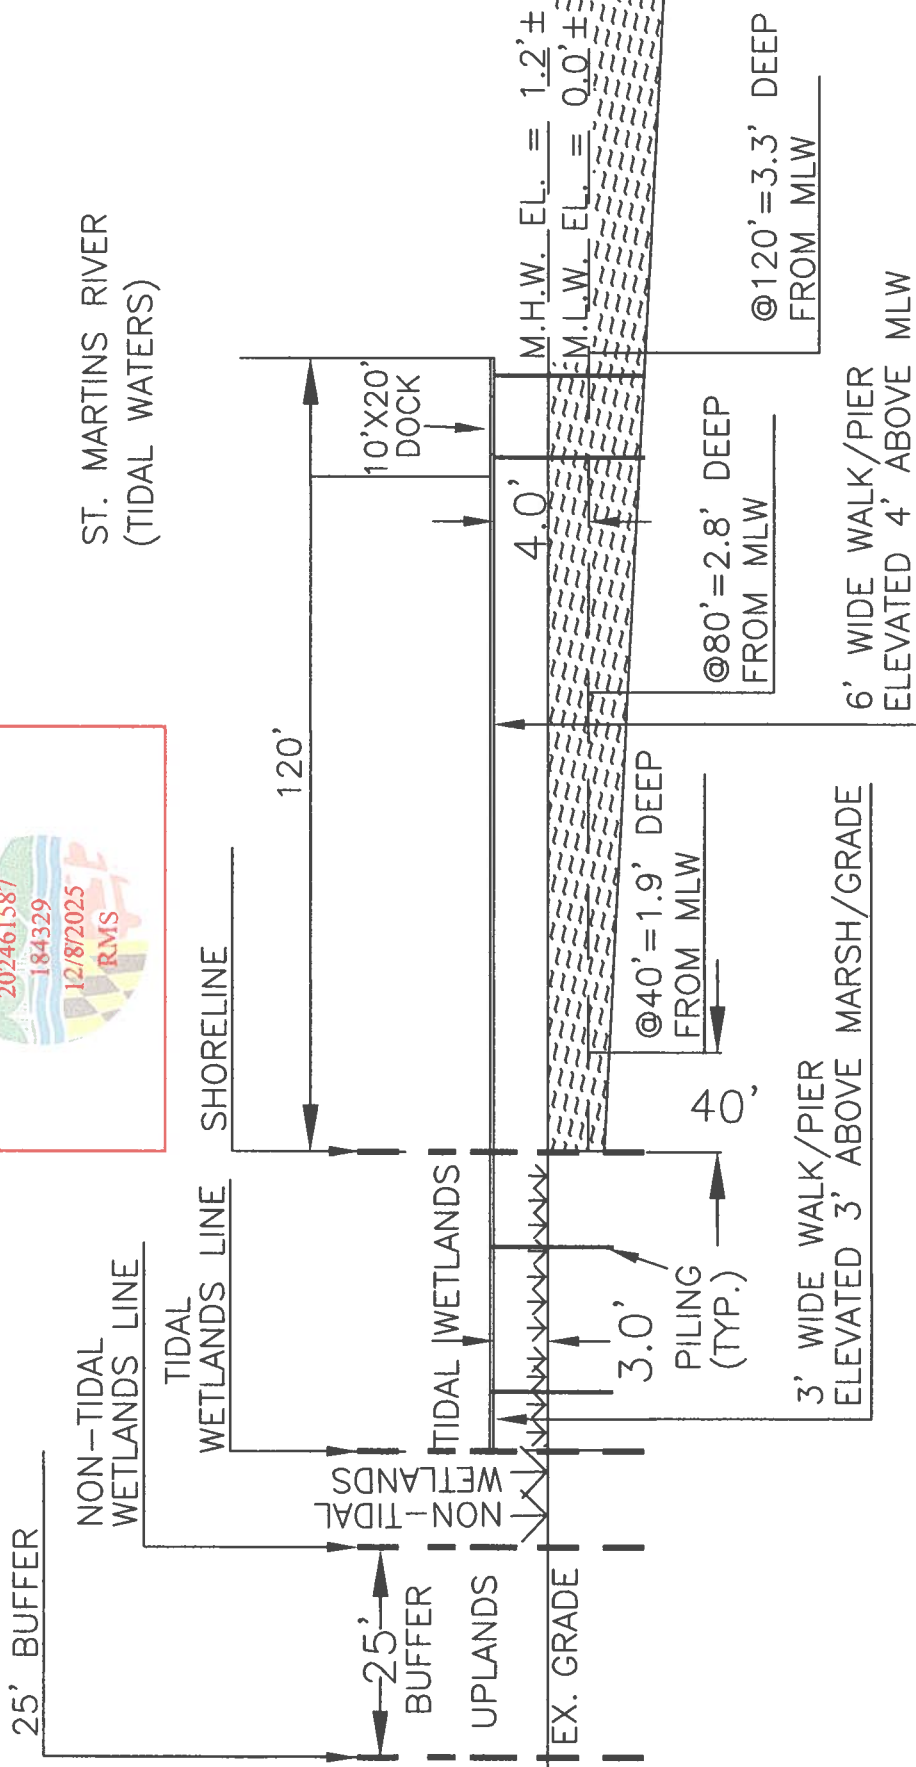 25' BUFFER
NON-TIDAL
WETLANDS LINE
TIDAL
WETLANDS LINE
SHORELINE
202461587
184329
12/8/2025
RMS
ST. MARTINS RIVER
(TIDAL WATERS)
120'
10'X20'
DOCK
25'
BUFFER
UPLANDS
EX. GRADE
NON-TIDAL
WETLANDS
TIDAL WETLANDS
4.0'
M.H.W. EL. = 1.2'±
M.L.W. EL. = 0.0'±
3.0'
PILING
(TYP.)
40'
@40'=1.9' DEEP
FROM MLW
@80'=2.8' DEEP
FROM MLW
@120'=3.3' DEEP
FROM MLW
3' WIDE WALK/PIER
ELEVATED 3' ABOVE MARSH/GRADE
6' WIDE WALK/PIER
ELEVATED 4' ABOVE MLW